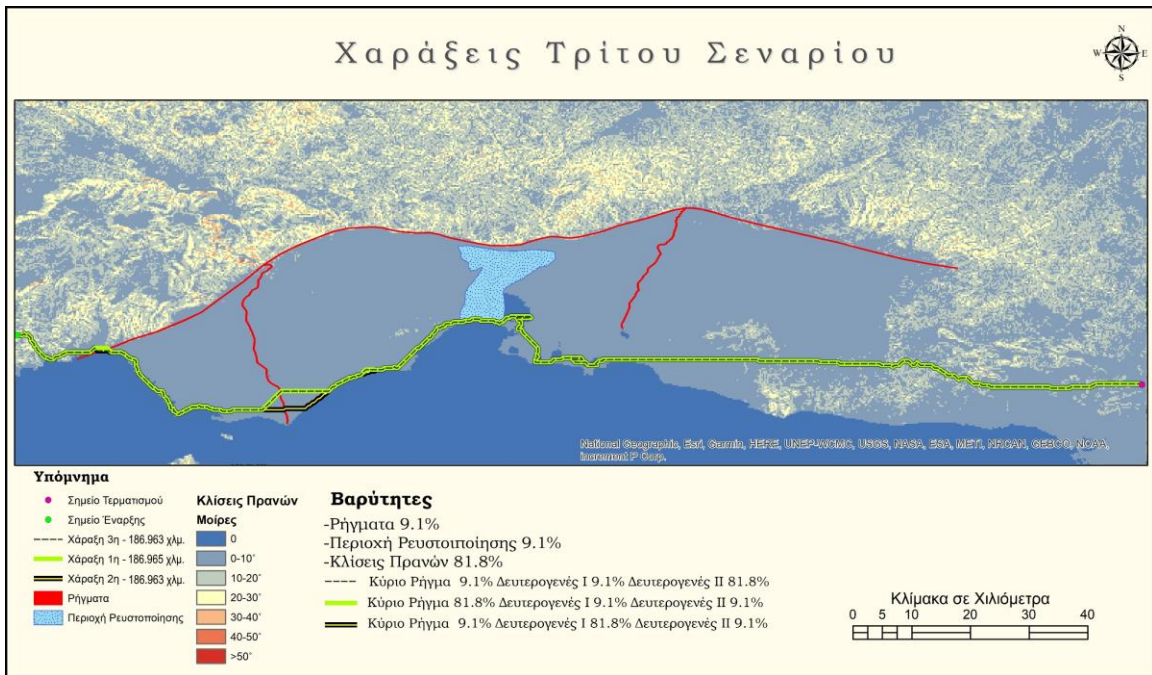 Χαράξεις Τρίτου Σεναρίου
N
W E
S
National Geographic, Esri, Garmin, HERE, UNEP-WCMC, USGS, NASA, ESA, METI, NRCAN, GEBCO, NOAA,
increment P Corp.
Υπόμνημα
Σημείο Τερματισμού
Σημείο Έναρξης
Χάραξη 3η - 186.963 χλμ.
Χάραξη 1η - 186.965 χλμ.
Χάραξη 2η - 186.963 χλμ.
Ρήγματα
Περιοχή Ρευστοποίησης
Κλίσεις Πρανών
Μοίρες
0
0-10°
10-20°
20-30°
30-40°
40-50°
>50°
Βαρύτητες
-Ρήγματα 9.1%
-Περιοχή Ρευστοποίησης 9.1%
-Κλίσεις Πρανών 81.8%
Κύριο Ρήγμα 9.1% Δευτερογενές Ι 9.1% Δευτερογενές ΙΙ 81.8%
Κύριο Ρήγμα 81.8% Δευτερογενές Ι 9.1% Δευτερογενές ΙΙ 9.1%
Κύριο Ρήγμα 9.1% Δευτερογενές Ι 81.8% Δευτερογενές ΙΙ 9.1%
Κλίμακα σε Χιλιόμετρα
0 5 10 20 30 40